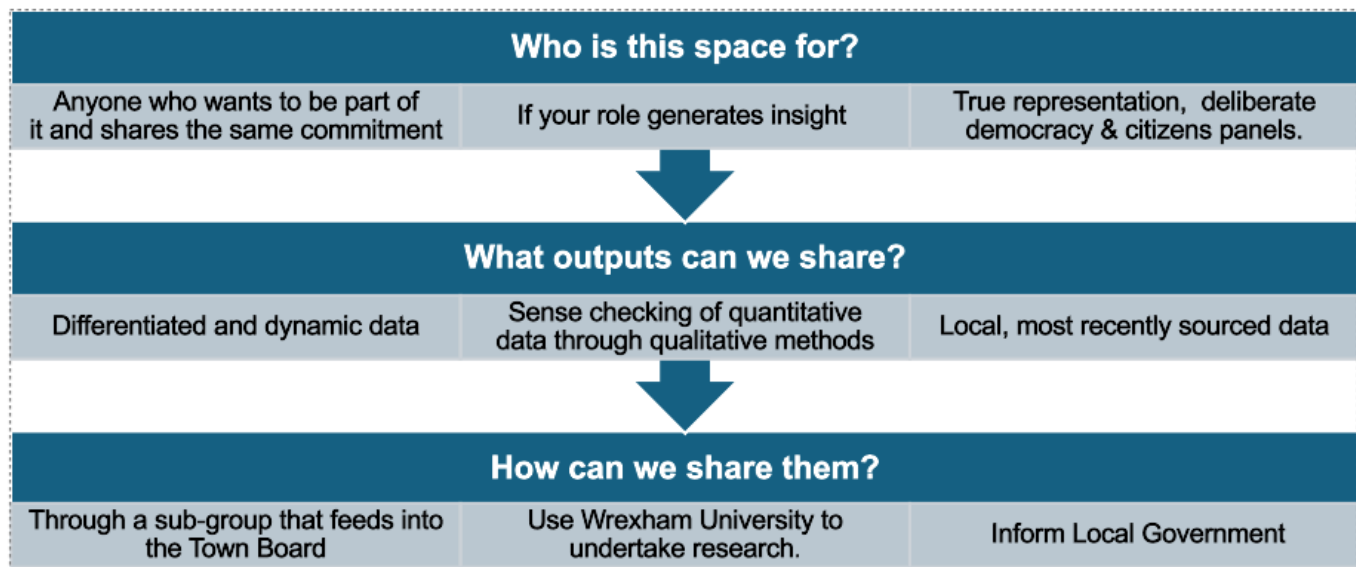 Who is this space for?
Anyone who wants to be part of
it and shares the same commitment
If your role generates insight
True representation, deliberate
democracy & citizens panels.
What outputs can we share?
Differentiated and dynamic data
Sense checking of quantitative
data through qualitative methods
Local, most recently sourced data
How can we share them?
Through a sub-group that feeds into
the Town Board
Use Wrexham University to
undertake research.
Inform Local Government